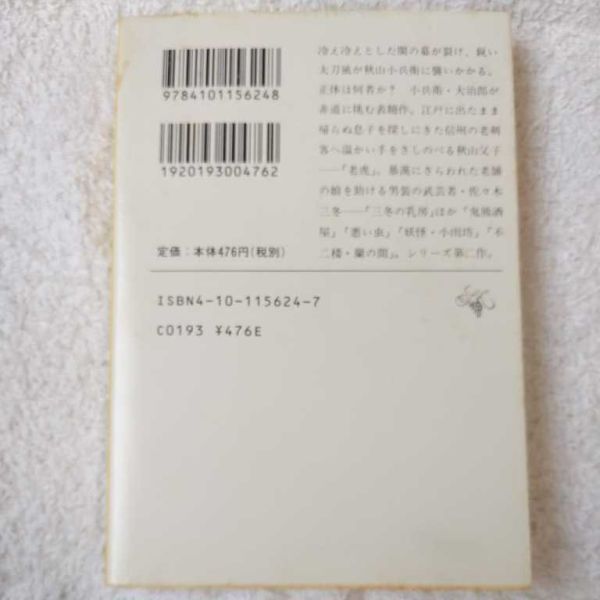 9784101156248
1920193004762
定価：本体476円(税別)
冷え冷えとした闇の幕が裂け、鋭い
太刀風が秋山小兵衛に襲いかかる。
正体は何者か？　小兵衛・大治郎が
非道に挑む表題作。江戸に出たまま
帰らぬ息子を探しにきた信州の老剣
客へ温かい手をさしのべる秋山父子
──「老虎」。暴漢にさらわれた老舗
の娘を助ける男装の武芸者・佐々木
三冬──「三冬の乳房」ほか「鬼熊酒
屋」「悪い虫」「妖怪・小雨坊」「不
二楼・蘭の間」。シリーズ第二作。
ISBN4-10-115624-7
C0193 ¥476E